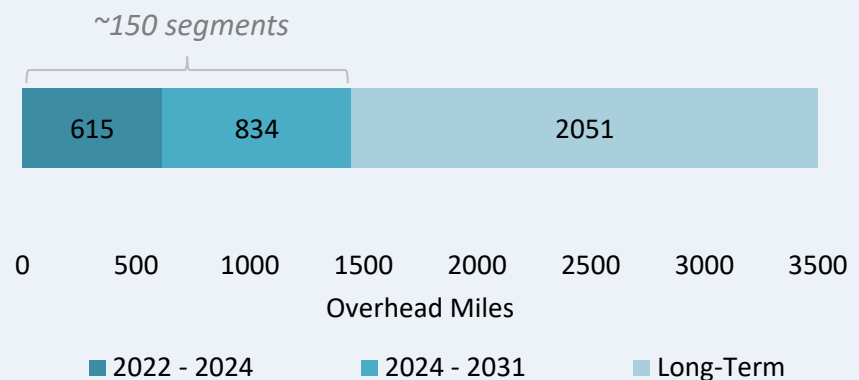 ~150 segments
615 834 2051
0 500 1000 1500 2000 2500 3000 3500
Overhead Miles
2022 - 2024 2024 - 2031 Long-Term